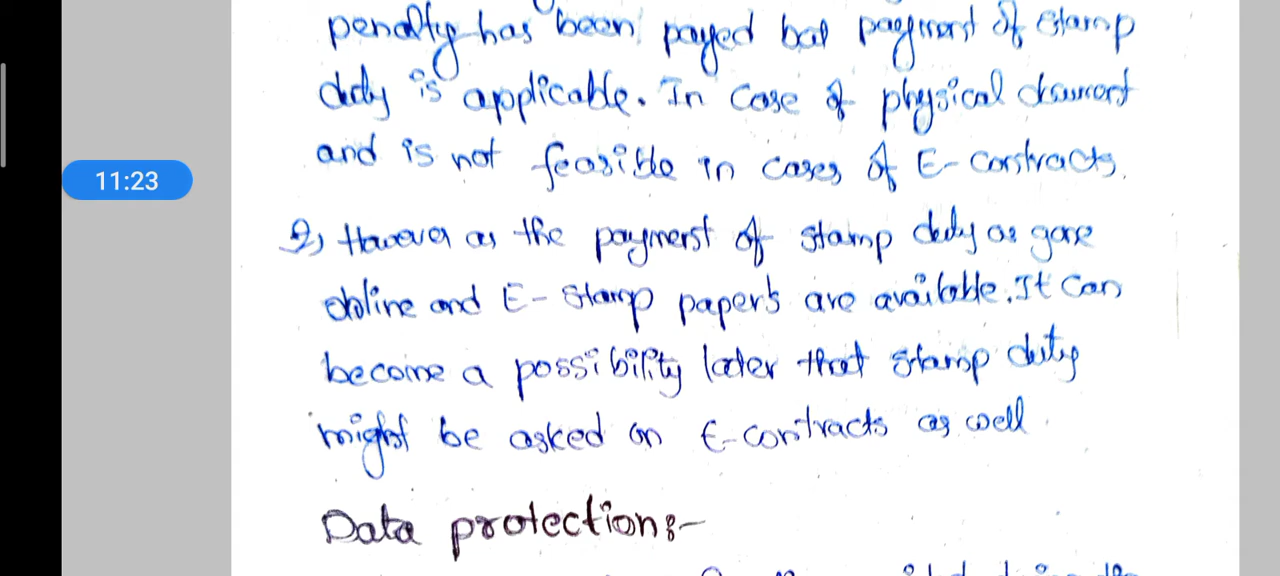 penalty has been payed but payment of stamp
duty is applicable. In case of physical document
11:23
and is not feasible in cases of E-contracts.
2) However as the payment of stamp duty as gone
online and E-stamp papers are available. It can
become a possibility later that stamp duty
might be asked on E-contracts as well
Data protection:-